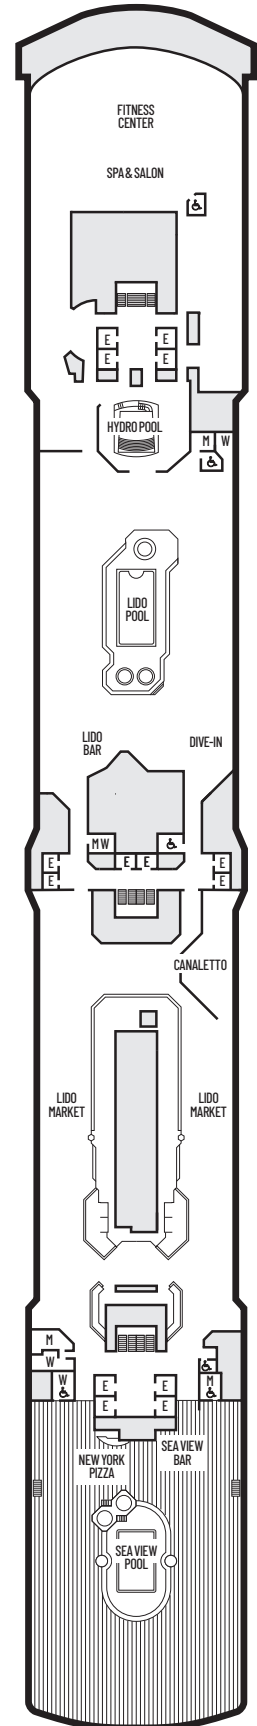 FITNESS
CENTER
SPA & SALON
E
E
E
E
HYDRO POOL
M W
LIDO
POOL
LIDO
BAR
DIVE-IN
M W
E
E
E E
E
E
CANALETTO
LIDO
MARKET
LIDO
MARKET
M
W
W
M
E
E
E
E
NEW YORK
PIZZA
SEA VIEW
BAR
SEA VIEW
POOL